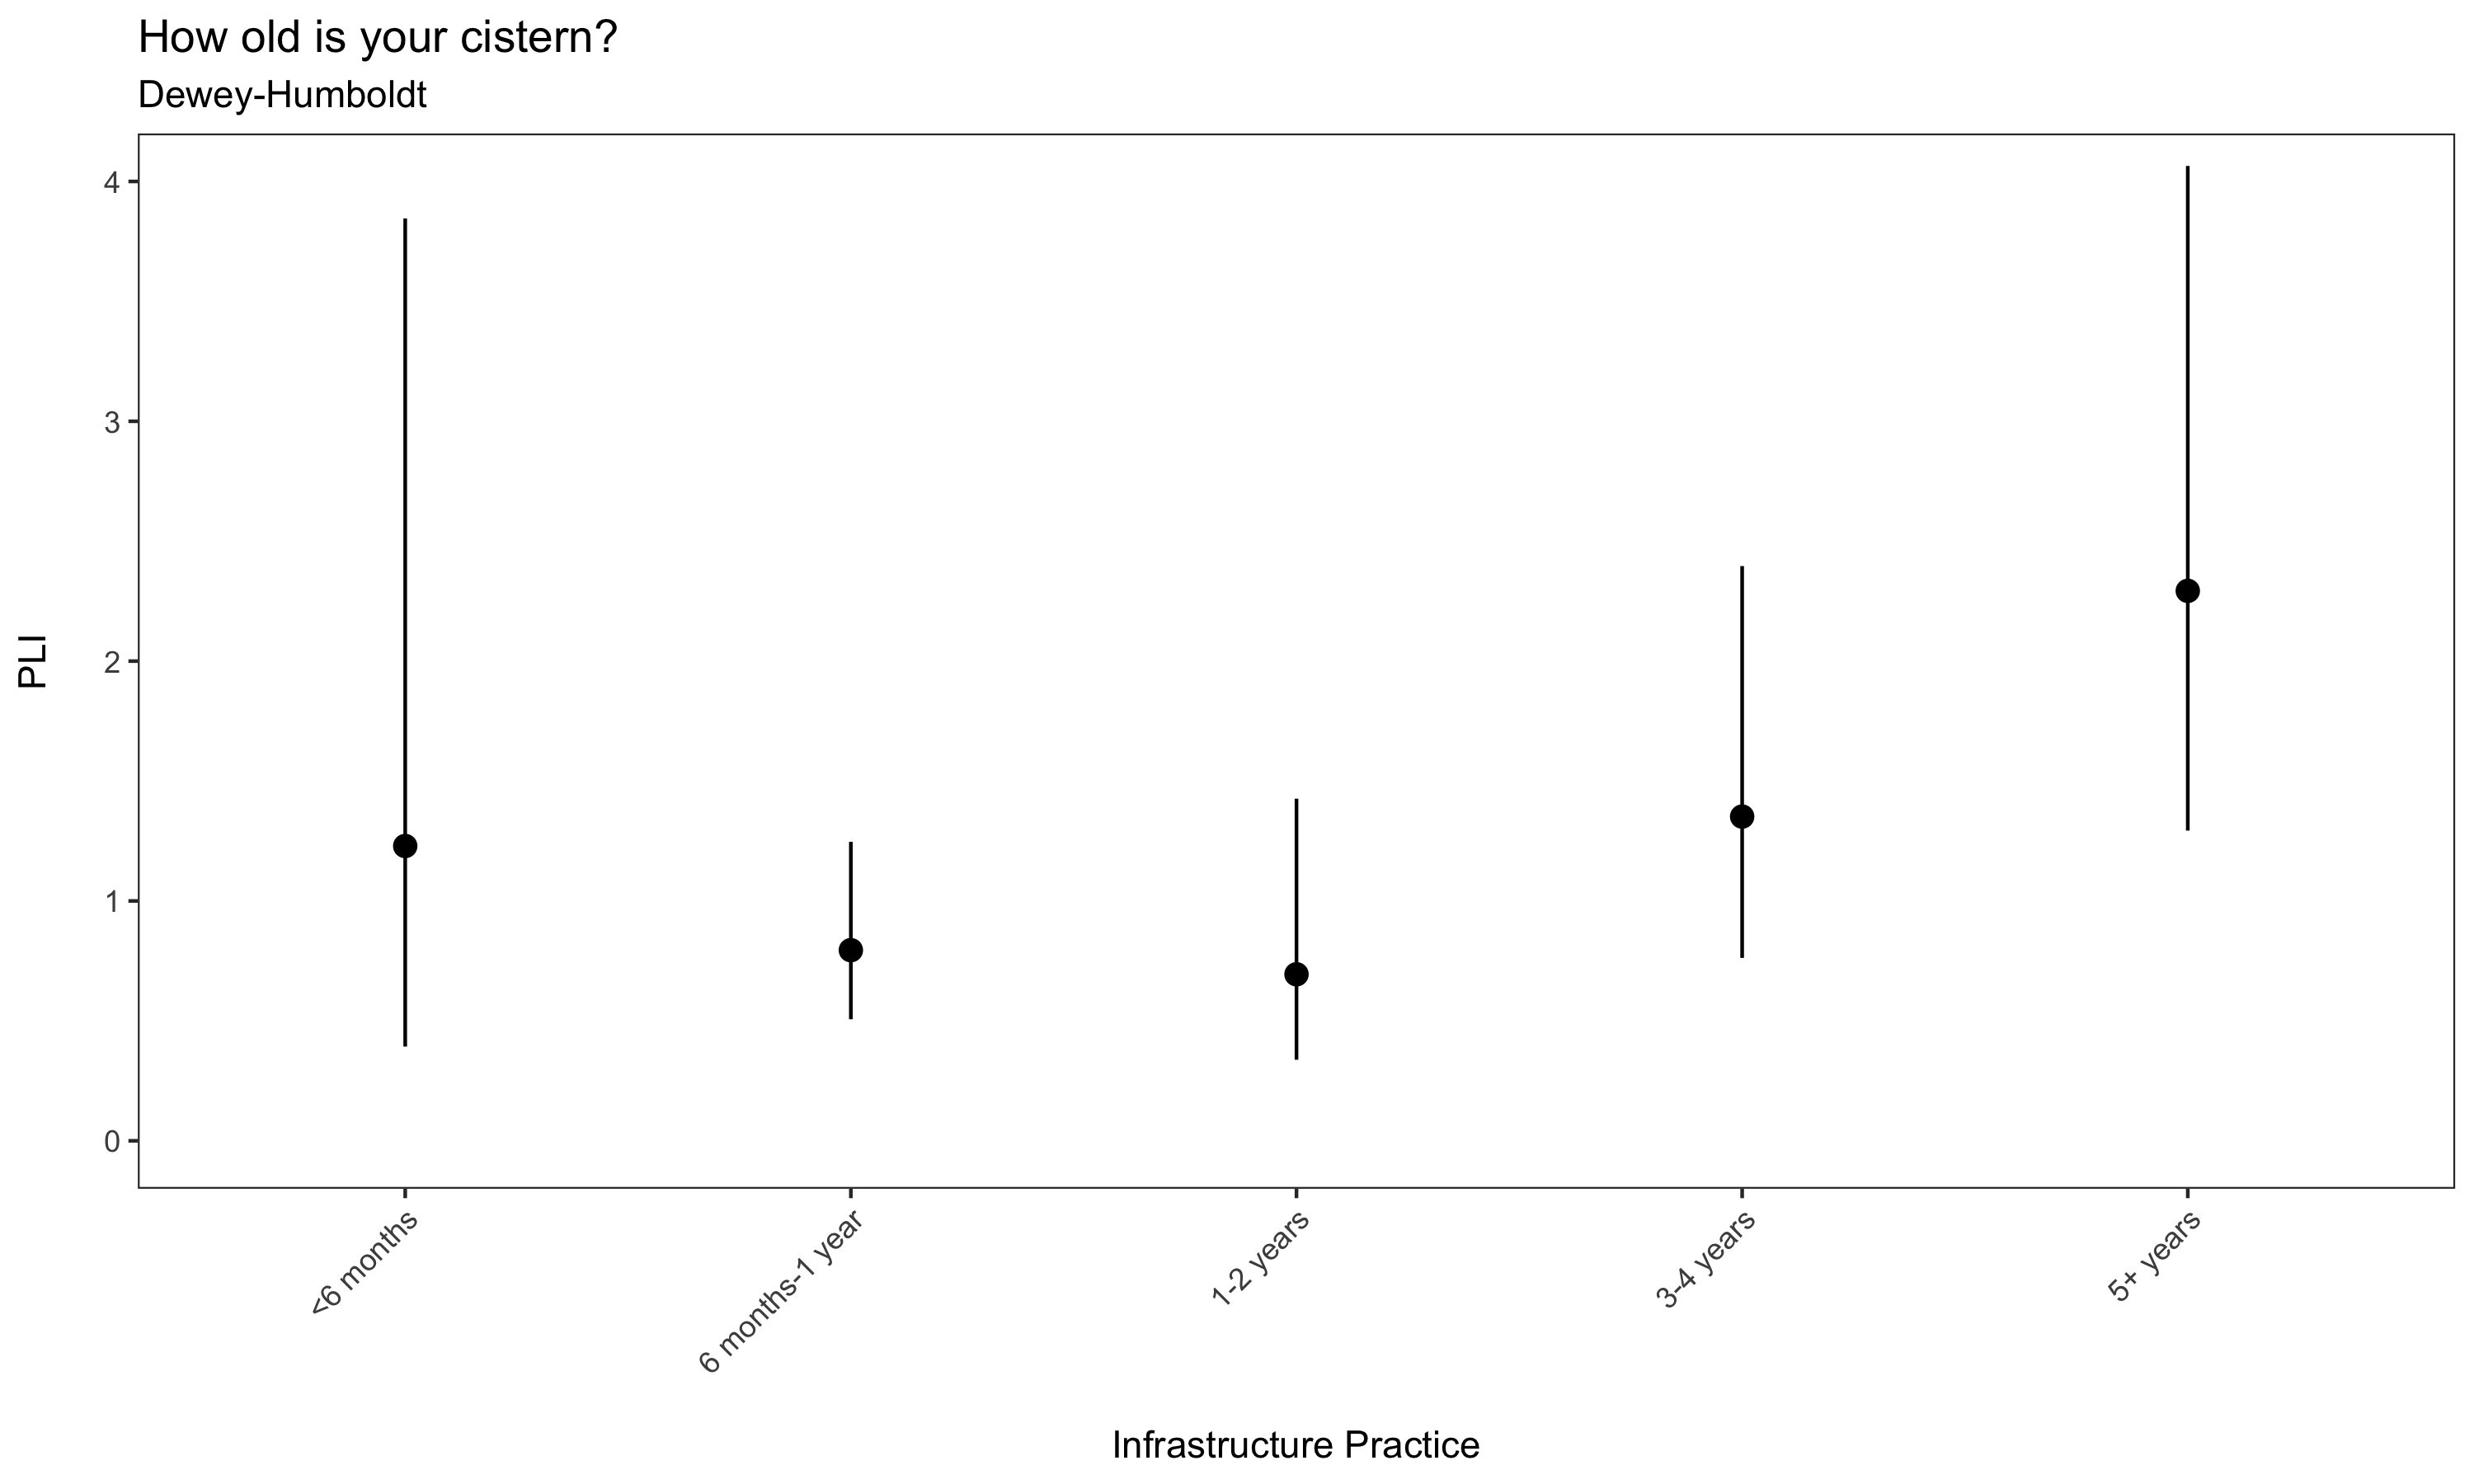 How old is your cistern?
Dewey-Humboldt
4
3
2
1
0
PLI
<6 months
6 months-1 year
1-2 years
3-4 years
5+ years
Infrastructure Practice